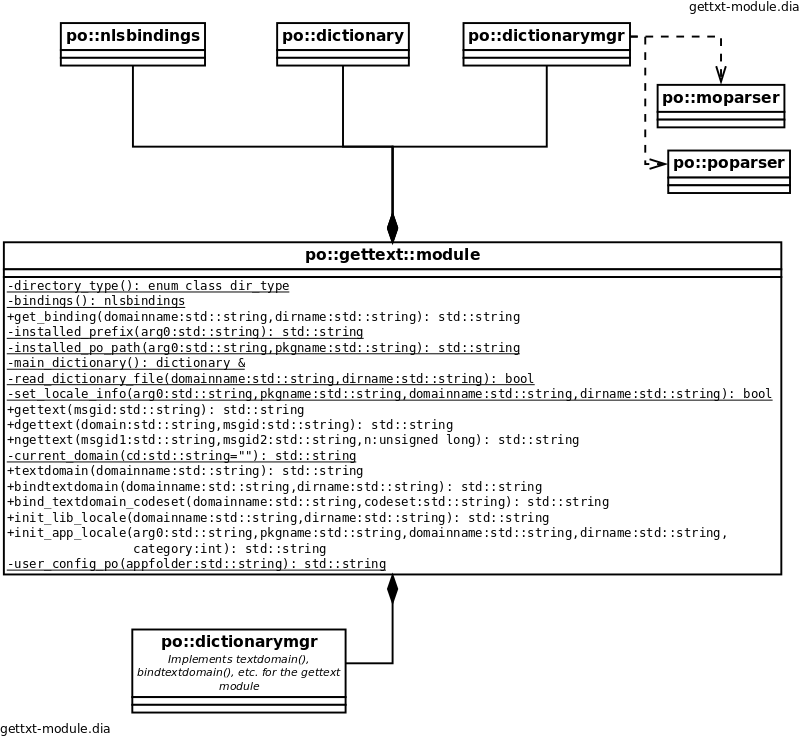 gettxt-module.dia
po::nlsbindings
po::dictionary
po::dictionarymgr
po::moparser
po::poparser
po::gettext::module
-directory_type(): enum class dir_type
-bindings(): nlsbindings
+get_binding(domainname:std::string,dirname:std::string): std::string
-installed_prefix(arg0:std::string): std::string
-installed_po_path(arg0:std::string,pkgname:std::string): std::string
-main_dictionary(): dictionary &
-read_dictionary_file(domainname:std::string,dirname:std::string): bool
-set_locale_info(arg0:std::string,pkgname:std::string,domainname:std::string,dirname:std::string): bool
+gettext(msgid:std::string): std::string
+dgettext(domain:std::string,msgid:std::string): std::string
+ngettext(msgid1:std::string,msgid2:std::string,n:unsigned long): std::string
-current_domain(cd:std::string=""): std::string
+textdomain(domainname:std::string): std::string
+bindtextdomain(domainname:std::string,dirname:std::string): std::string
+bind_textdomain_codeset(domainname:std::string,codeset:std::string): std::string
+init_lib_locale(domainname:std::string,dirname:std::string): std::string
+init_app_locale(arg0:std::string,pkgname:std::string,domainname:std::string,dirname:std::string,
category:int): std::string
-user_config_po(appfolder:std::string): std::string
po::dictionarymgr
Implements textdomain(),
bindtextdomain(), etc. for the gettext
module
gettxt-module.dia